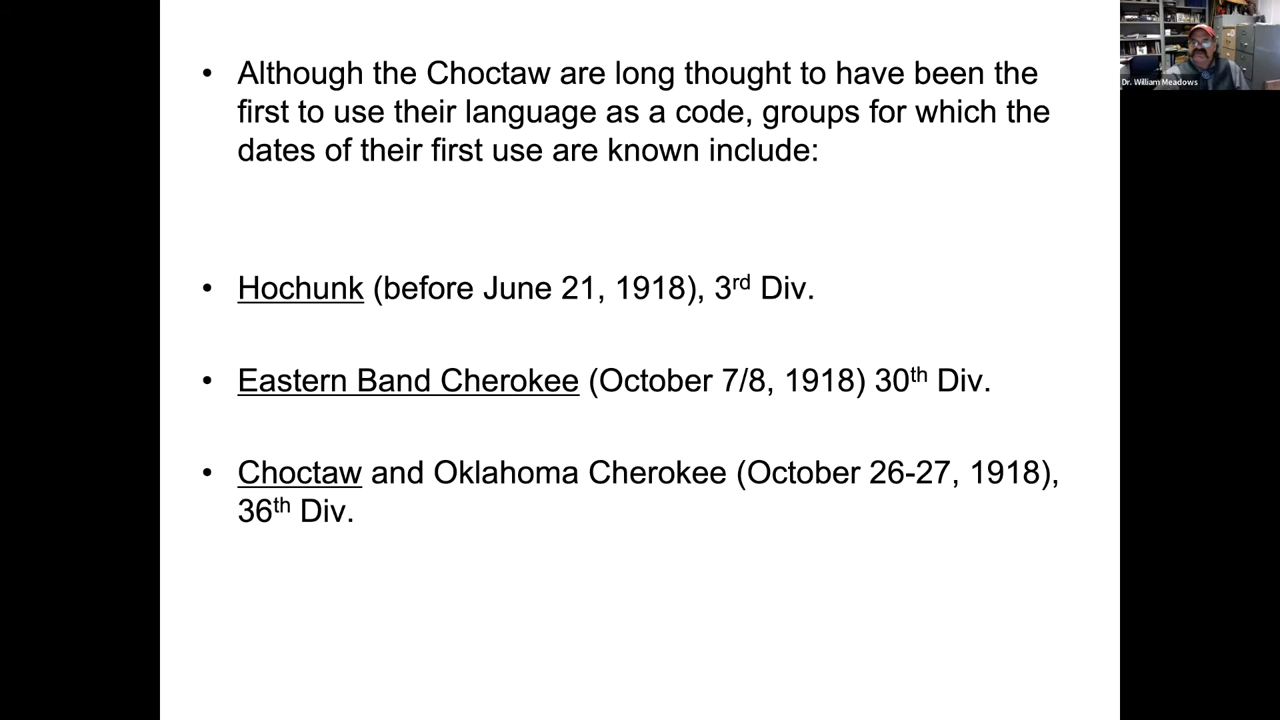 • Although the Choctaw are long thought to have been the
first to use their language as a code, groups for which the
dates of their first use are known include:
• Hochunk (before June 21, 1918), 3rd Div.
• Eastern Band Cherokee (October 7/8, 1918) 30th Div.
• Choctaw and Oklahoma Cherokee (October 26-27, 1918),
36th Div.
Dr. William Meadows